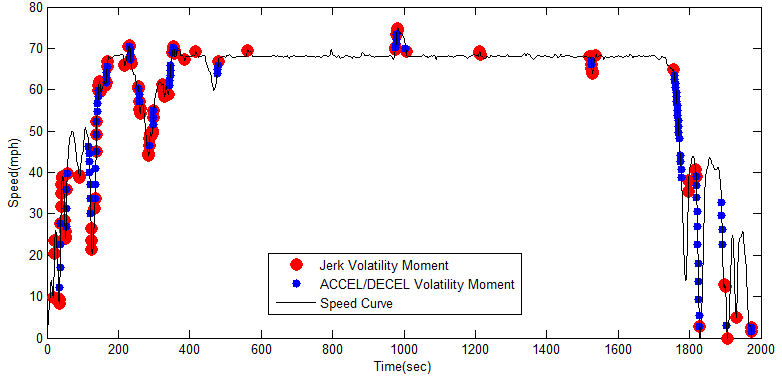 80
70
60
50
40
30
20
10
0
Speed(mph)
Jerk Volatility Moment
ACCEL/DECEL Volatility Moment
Speed Curve
0 200 400 600 800 1000 1200 1400 1600 1800 2000
Time(sec)